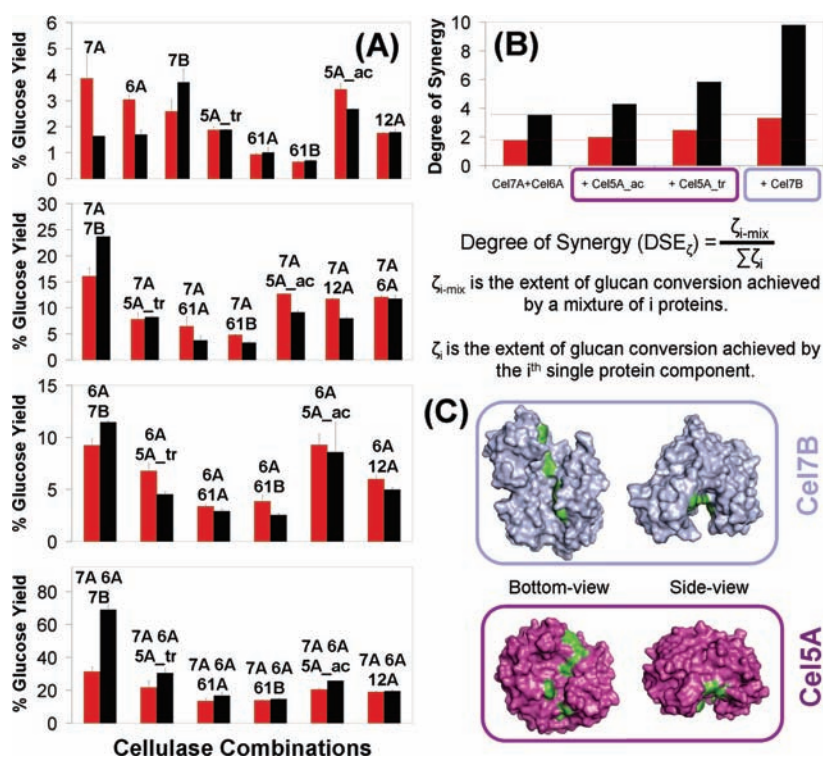 (A)
% Glucose Yield
6
5
4
3
2
1
0
7A
6A
7B
5A_tr
61A
61B
5A_ac
12A
% Glucose Yield
30
25
20
15
10
5
0
7A
7B
7A
5A_tr
7A
61A
7A
61B
7A
5A_ac
7A
12A
7A
6A
% Glucose Yield
15
10
5
0
6A
7B
6A
5A_tr
6A
61A
6A
61B
6A
5A_ac
6A
12A
% Glucose Yield
80
60
40
20
0
7A 6A
7B
7A 6A
5A_tr
7A 6A
61A
7A 6A
61B
7A 6A
5A_ac
7A 6A
12A
Cellulase Combinations
(B)
Degree of Synergy
10
8
6
4
2
0
Cel7A+Cel6A
+ Cel5A_ac
+ Cel5A_tr
+ Cel7B
Degree of Synergy (DSEζ) = ζi-mix / ∑ ζi
ζi-mix is the extent of glucan conversion achieved
by a mixture of i proteins.
ζi is the extent of glucan conversion achieved by
the ith single protein component.
(C)
Cel7B
Bottom-view
Side-view
Cel5A